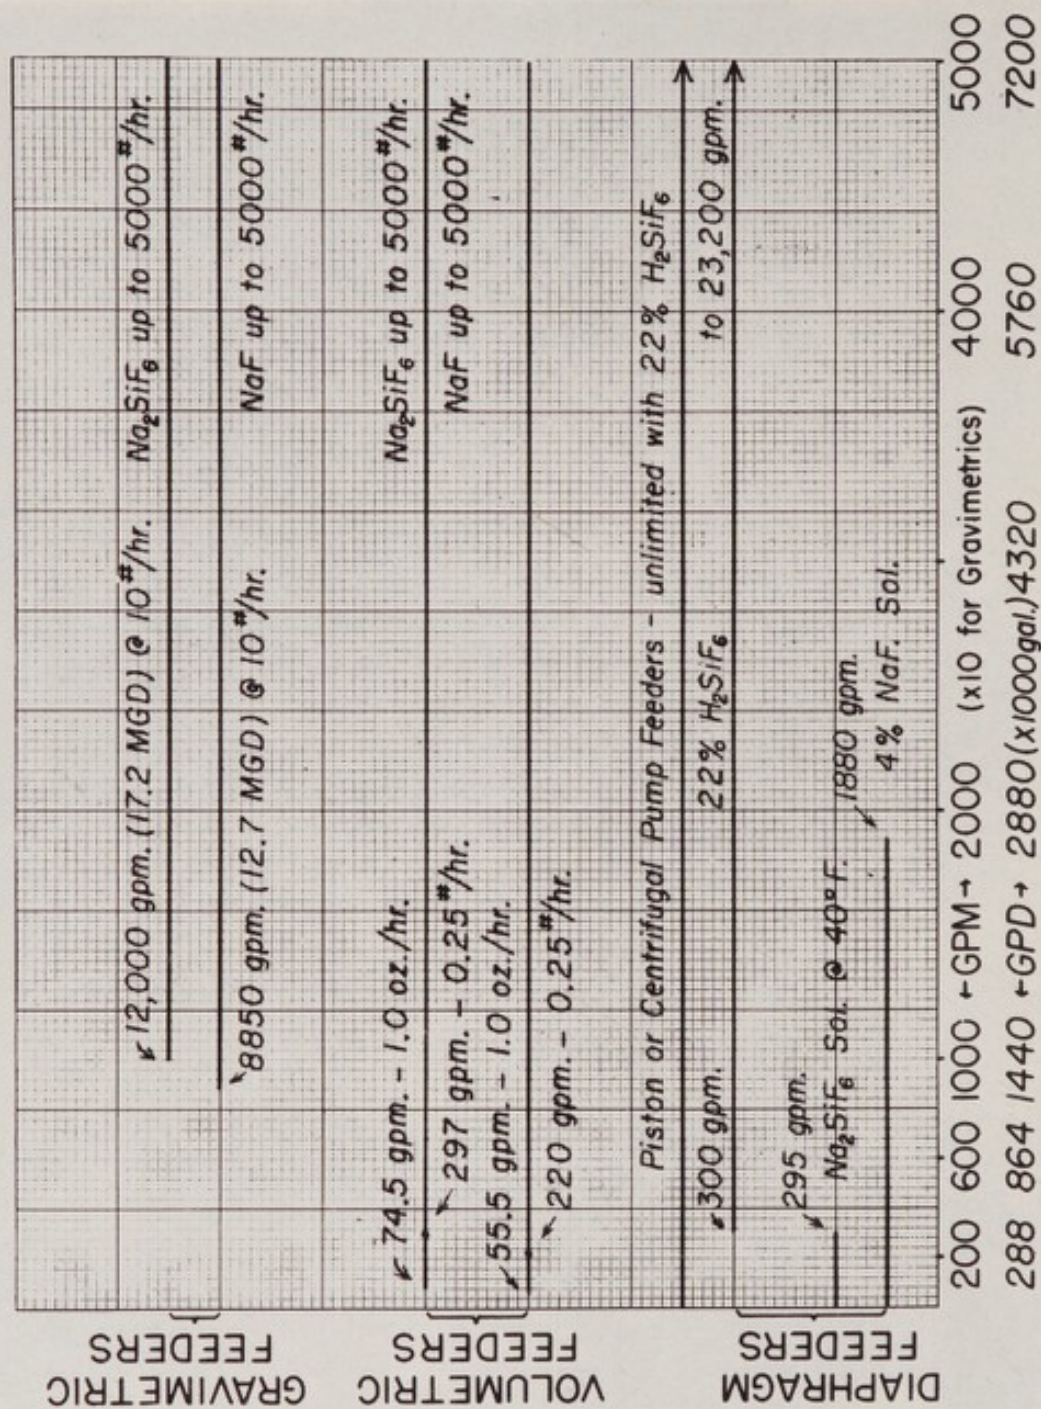 GRAVIMETRIC
FEEDERS
12,000 gpm. (17.2 MGD) @ 10#/hr. Na₂SiF₆ up to 5000#/hr.
8850 gpm. (12.7 MGD) @ 10#/hr. NaF up to 5000#/hr.
VOLUMETRIC
FEEDERS
74.5 gpm. - 1.0 oz./hr. Na₂SiF₆ up to 5000#/hr.
297 gpm. - 0.25#/hr. NaF up to 5000#/hr.
55.5 gpm. - 1.0 oz./hr.
220 gpm. - 0.25#/hr.
Piston or Centrifugal Pump Feeders - unlimited with 22% H₂SiF₆
DIAPHRAGM
FEEDERS
300 gpm. 22% H₂SiF₆ to 23,200 gpm.
295 gpm.
Na₂SiF₆ Sol. @ 40°F. 1880 gpm.
4% NaF. Sol.
200 600 1000 ←GPM→ 2000 (x10 for Gravimetrics) 4000 5000
288 864 1440 ←GPD→ 2880 (x1000gal.) 4320 5760 7200